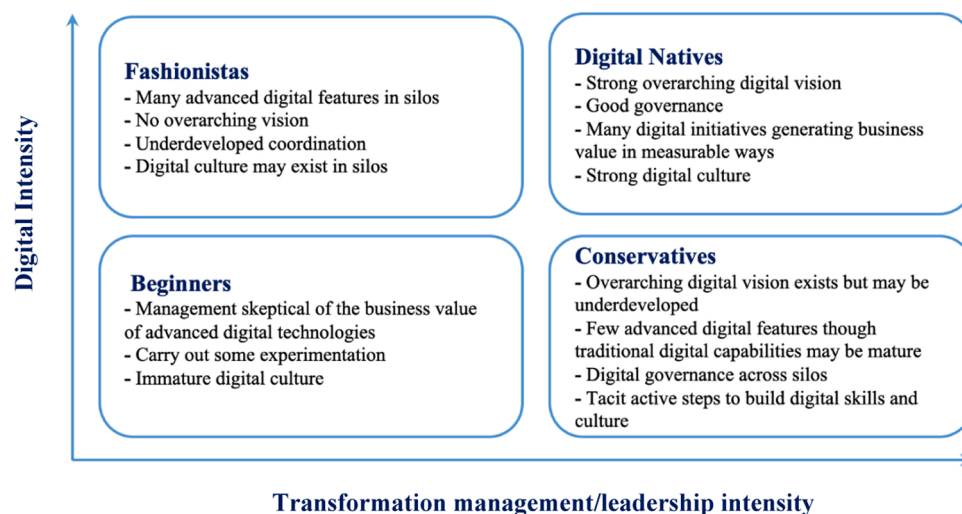 Digital Intensity
Fashionistas
- Many advanced digital features in silos
- No overarching vision
- Underdeveloped coordination
- Digital culture may exist in silos
Digital Natives
- Strong overarching digital vision
- Good governance
- Many digital initiatives generating business
value in measurable ways
- Strong digital culture
Beginners
- Management skeptical of the business value
of advanced digital technologies
- Carry out some experimentation
- Immature digital culture
Conservatives
- Overarching digital vision exists but may be
underdeveloped
- Few advanced digital features though
traditional digital capabilities may be mature
- Digital governance across silos
- Tacit active steps to build digital skills and
culture
Transformation management/leadership intensity